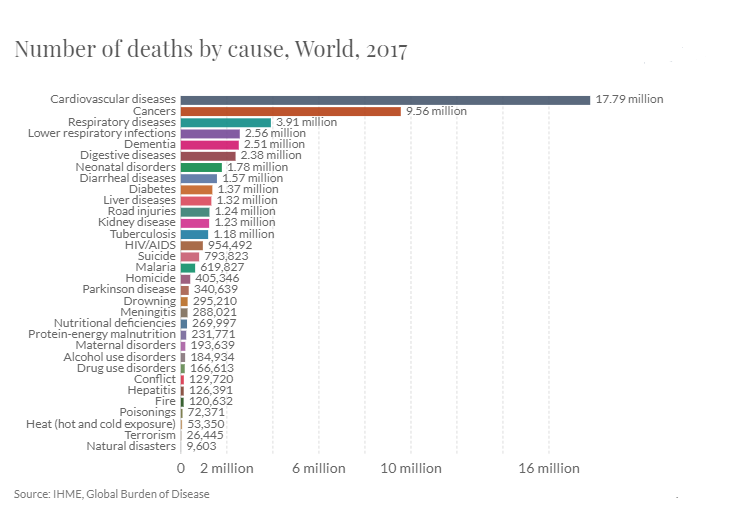 Number of deaths by cause, World, 2017
Cardiovascular diseases 17.79 million
Cancers 9.56 million
Respiratory diseases 3.91 million
Lower respiratory infections 2.56 million
Dementia 2.51 million
Digestive diseases 2.38 million
Neonatal disorders 1.78 million
Diarrheal diseases 1.57 million
Diabetes 1.37 million
Liver diseases 1.32 million
Road injuries 1.24 million
Kidney disease 1.23 million
Tuberculosis 1.18 million
HIV/AIDS 954,492
Suicide 793,823
Malaria 619,827
Homicide 405,346
Parkinson disease 340,639
Drowning 295,210
Meningitis 288,021
Nutritional deficiencies 269,997
Protein-energy malnutrition 231,771
Maternal disorders 193,639
Alcohol use disorders 184,934
Drug use disorders 166,613
Conflict 129,720
Hepatitis 126,391
Fire 120,632
Poisonings 72,371
Heat (hot and cold exposure) 53,350
Terrorism 26,445
Natural disasters 9,603
0 2 million 6 million 10 million 16 million
Source: IHME, Global Burden of Disease